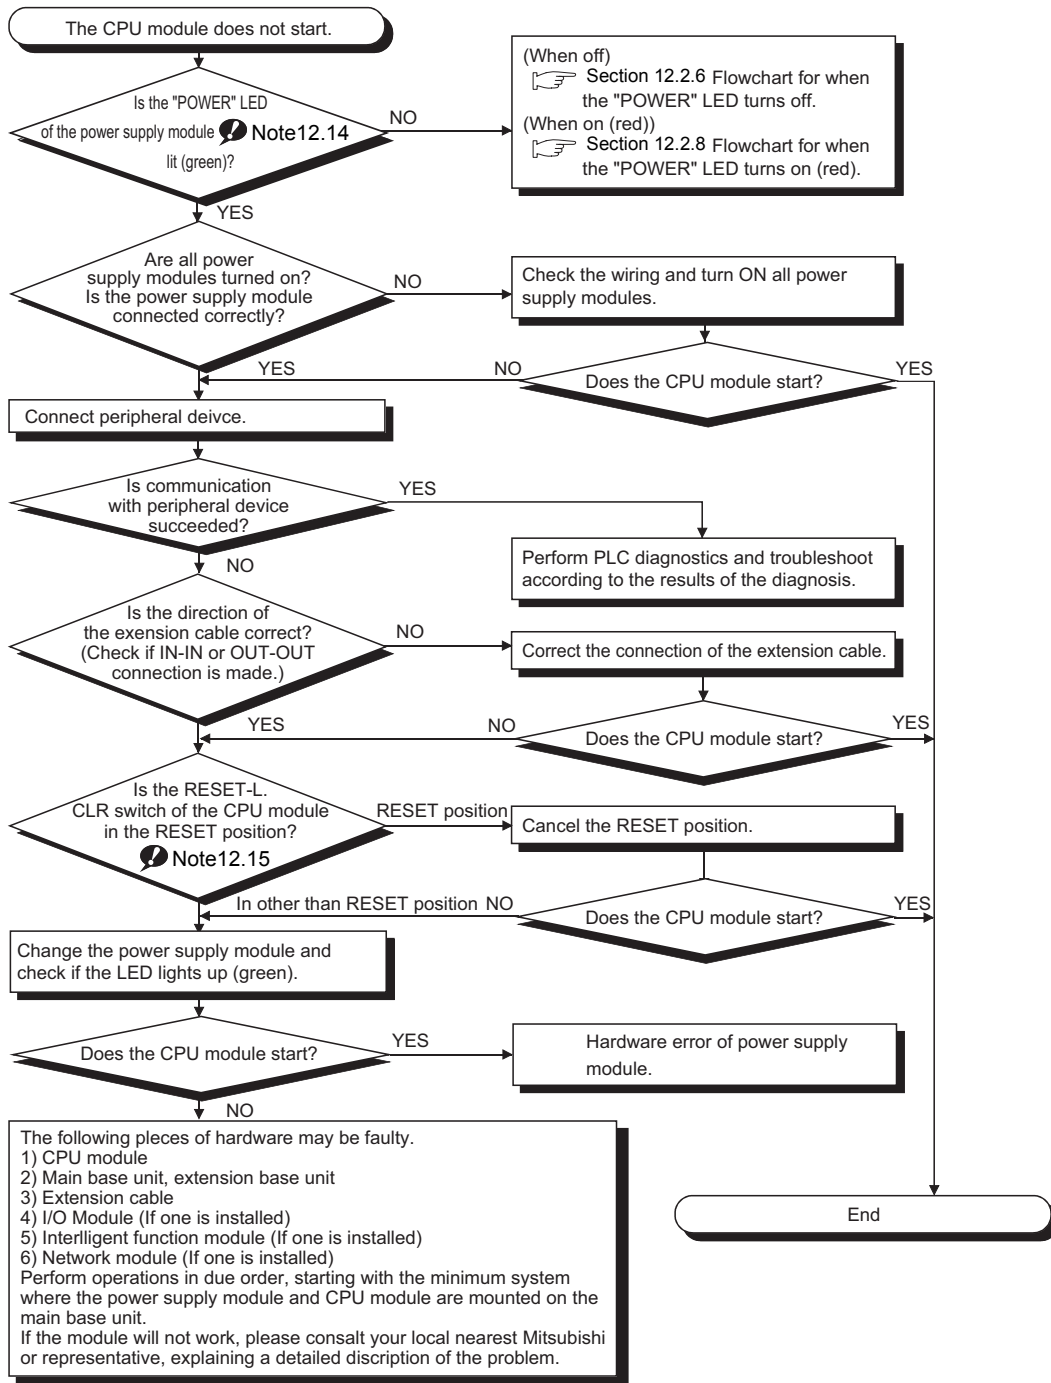 The CPU module does not start.
(When off)
Section 12.2.6 Flowchart for when
the "POWER" LED turns off.
(When on (red))
Section 12.2.8 Flowchart for when
the "POWER" LED turns on (red).
Is the "POWER" LED
of the power supply module Note12.14
lit (green)?
NO
YES
Are all power
supply modules turned on?
Is the power supply module
connected correctly?
NO
Check the wiring and turn ON all power
supply modules.
YES
NO
Does the CPU module start?
YES
Connect peripheral deivce.
Is communication
with peripheral device
succeeded?
YES
Perform PLC diagnostics and troubleshoot
according to the results of the diagnosis.
NO
Is the direction of
the exension cable correct?
(Check if IN-IN or OUT-OUT
connection is made.)
NO
Correct the connection of the extension cable.
YES
NO
Does the CPU module start?
YES
Is the RESET-L.
CLR switch of the CPU module
in the RESET position?
Note12.15
RESET position
Cancel the RESET position.
In other than RESET position
NO
Does the CPU module start?
YES
Change the power supply module and
check if the LED lights up (green).
Does the CPU module start?
YES
Hardware error of power supply
module.
NO
The following pleces of hardware may be faulty.
1) CPU module
2) Main base unit, extension base unit
3) Extension cable
4) I/O Module (If one is installed)
5) Interlligent function module (If one is installed)
6) Network module (If one is installed)
Perform operations in due order, starting with the minimum system
where the power supply module and CPU module are mounted on the
main base unit.
If the module will not work, please consalt your local nearest Mitsubishi
or representative, explaining a detailed discription of the problem.
End